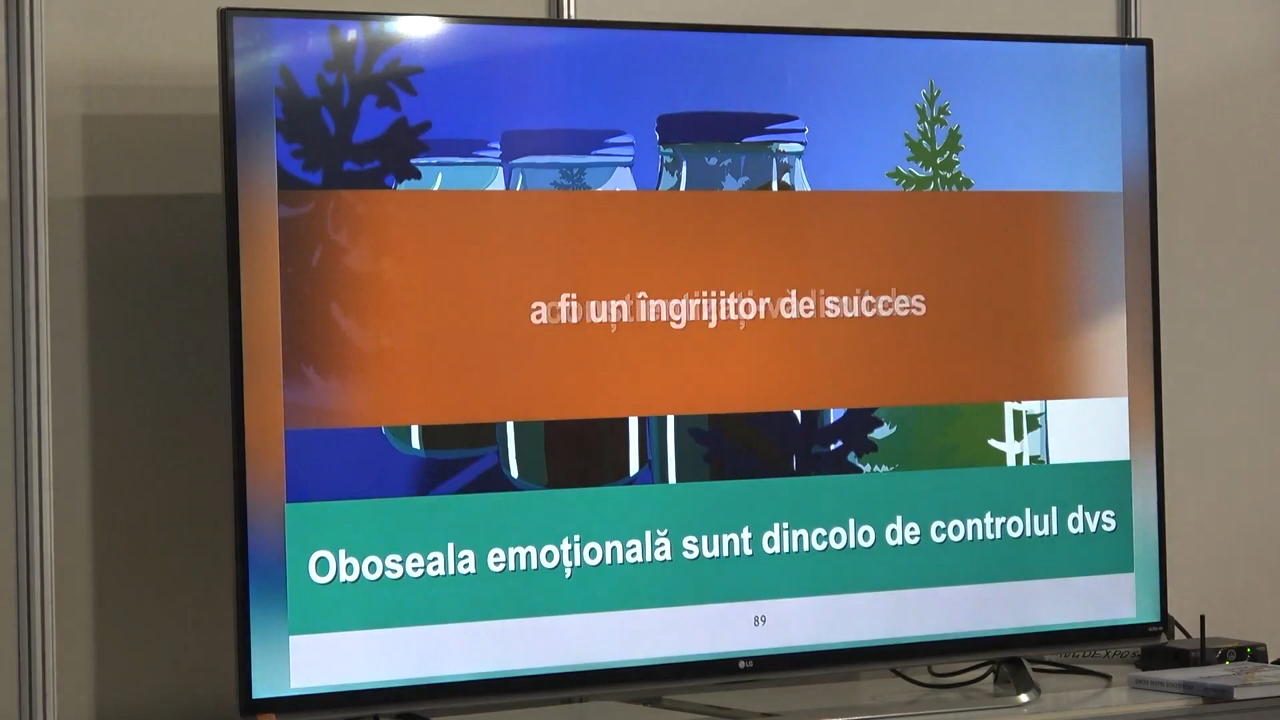 a fi un îngrijitor de succes
Oboseala emoțională sunt dincolo de controlul dvs
89
LG